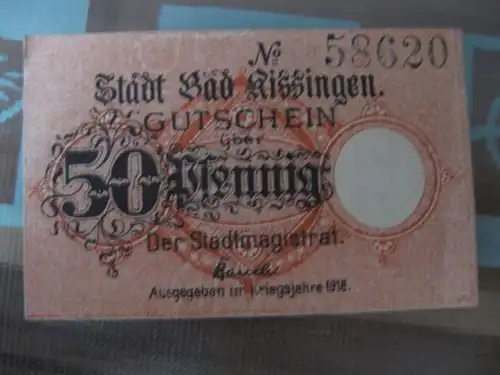 No 58620
Stadt Bad Kissingen.
GUTSCHEIN
über
50 Pfennig
Der Stadtmagistrat.
Ausgegeben im Kriegsjahre 1918.